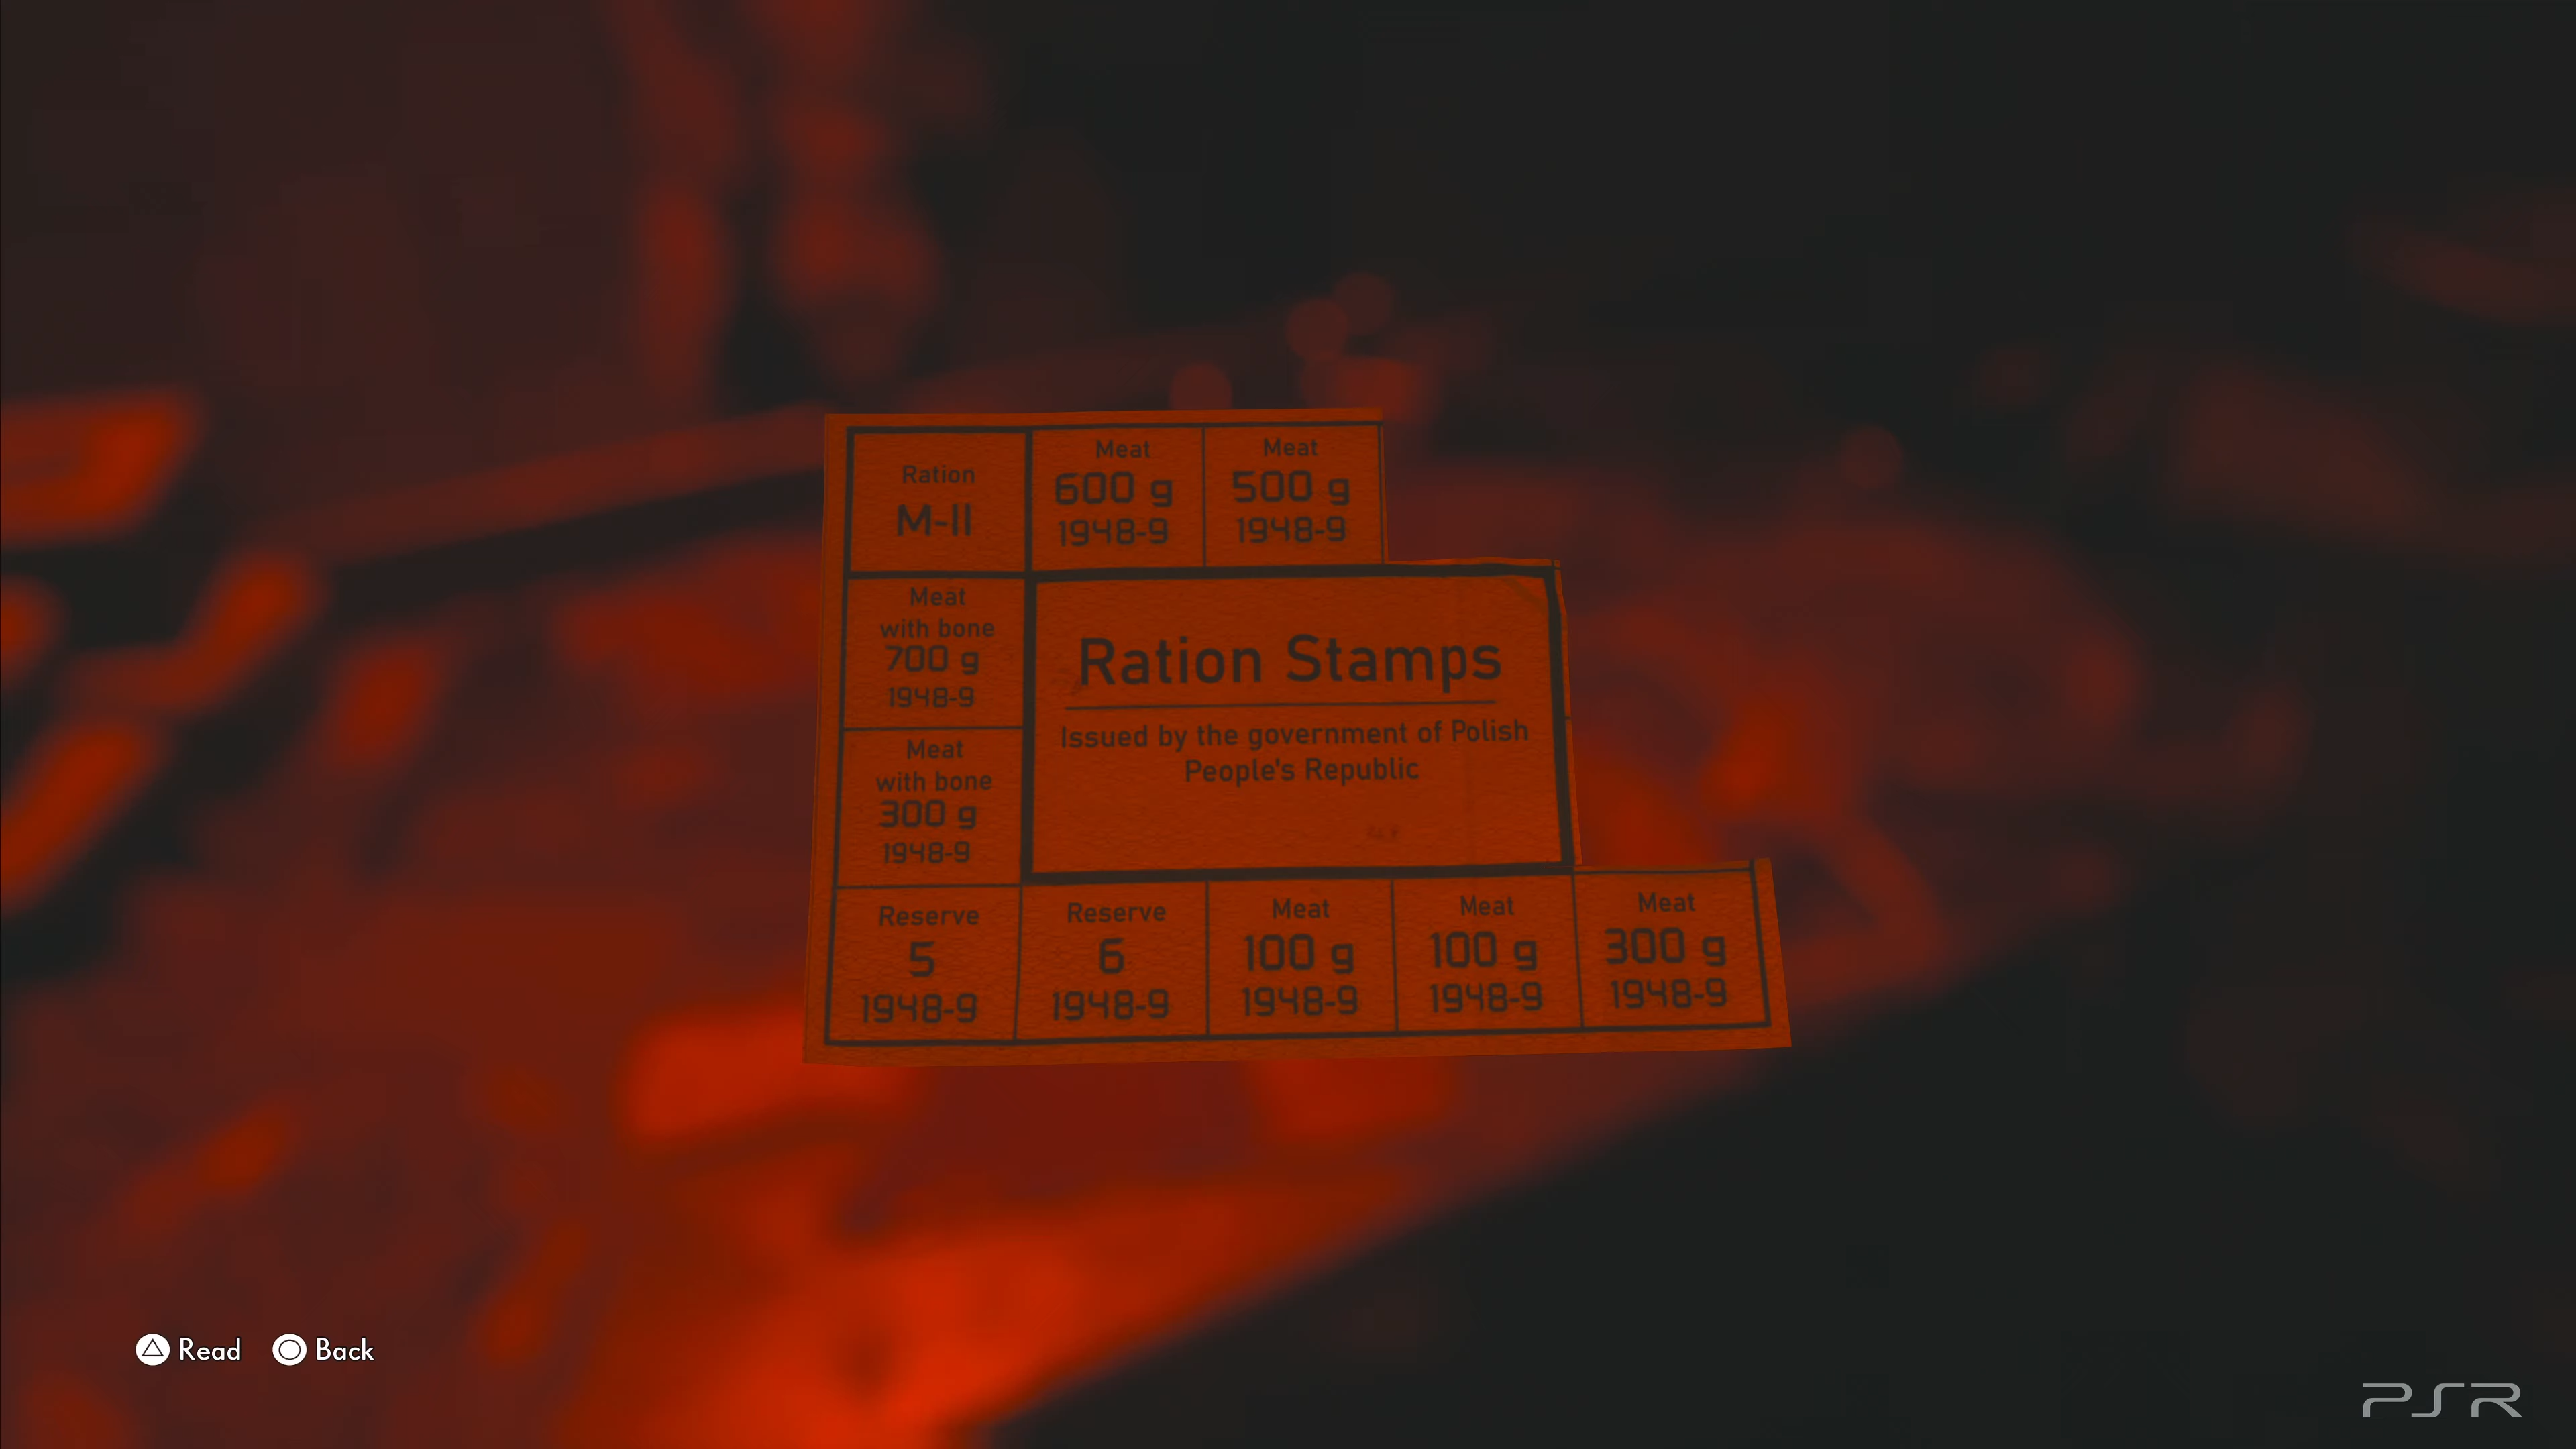 Ration
M-II
Meat
600 g
1948-9
Meat
500 g
1948-9
Meat
with bone
700 g
1948-9
Ration Stamps
Issued by the government of Polish
People's Republic
Meat
with bone
300 g
1948-9
Reserve
5
1948-9
Reserve
6
1948-9
Meat
100 g
1948-9
Meat
100 g
1948-9
Meat
300 g
1948-9
Read
Back
PSR